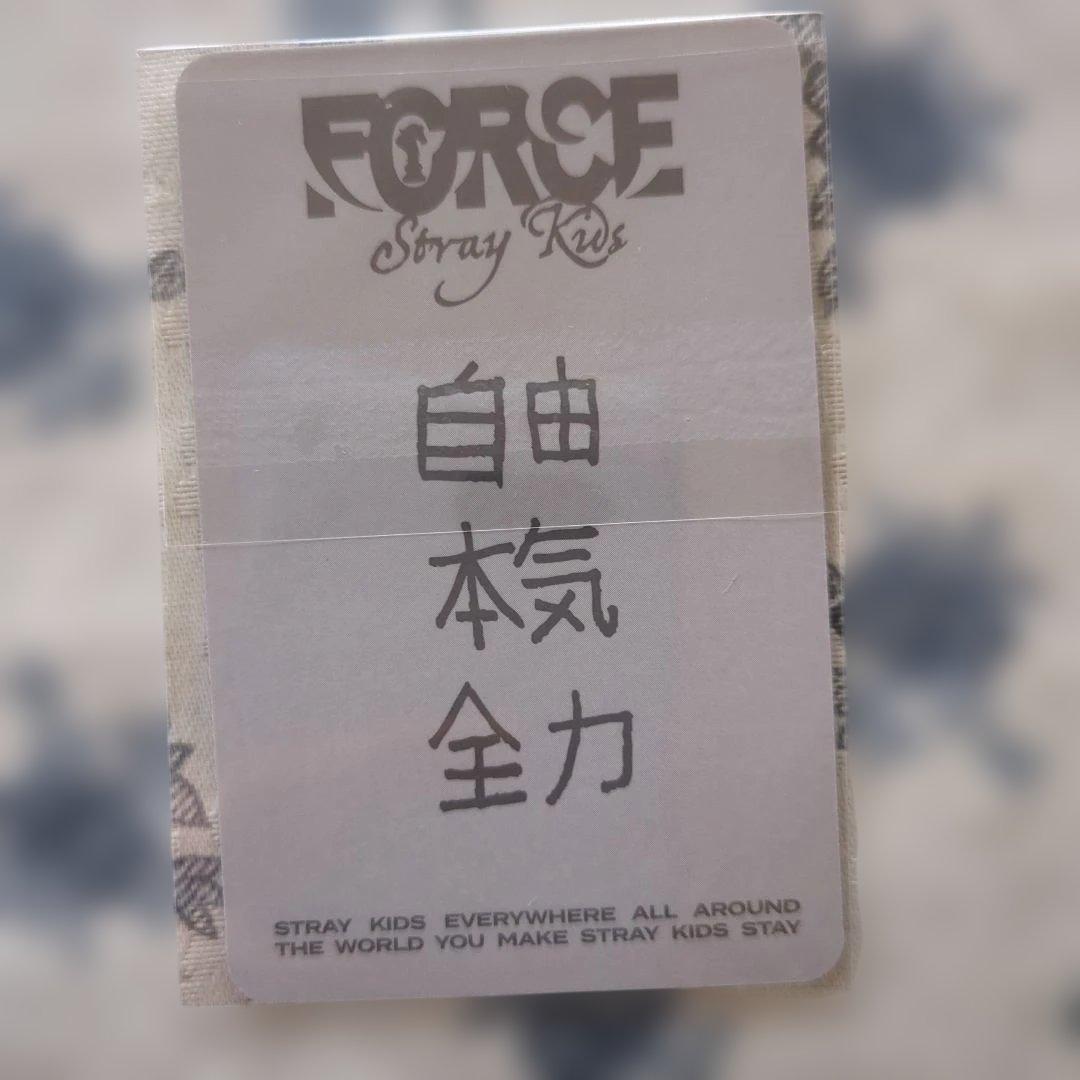 FORCE
Stray Kids
自由
本気
全力
STRAY KIDS EVERYWHERE ALL AROUND
THE WORLD YOU MAKE STRAY KIDS STAY